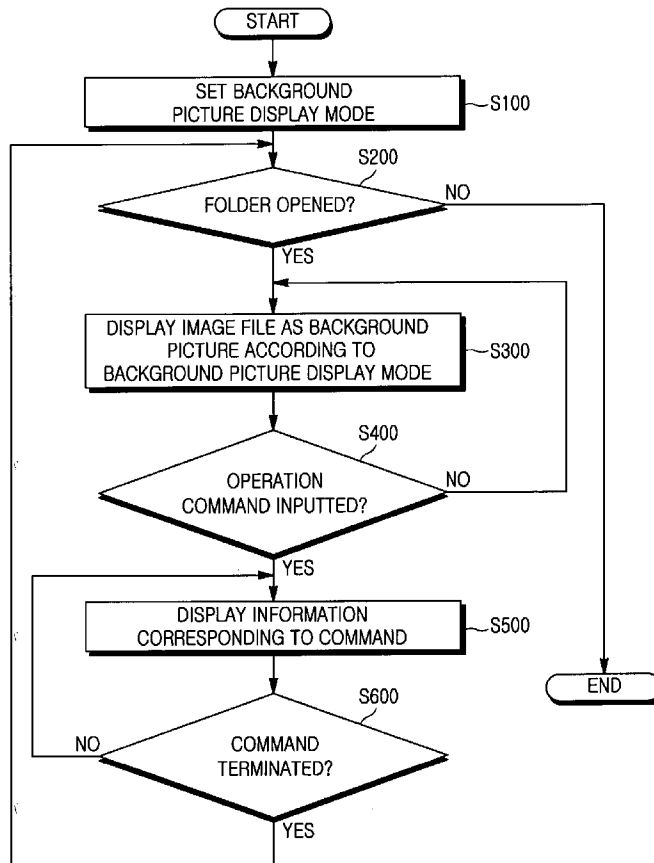 START
SET BACKGROUND
PICTURE DISPLAY MODE
S100
S200
FOLDER OPENED?
NO
YES
DISPLAY IMAGE FILE AS BACKGROUND
PICTURE ACCORDING TO
BACKGROUND PICTURE DISPLAY MODE
S300
S400
OPERATION
COMMAND INPUTTED?
NO
YES
DISPLAY INFORMATION
CORRESPONDING TO COMMAND
S500
END
S600
NO
COMMAND
TERMINATED?
YES